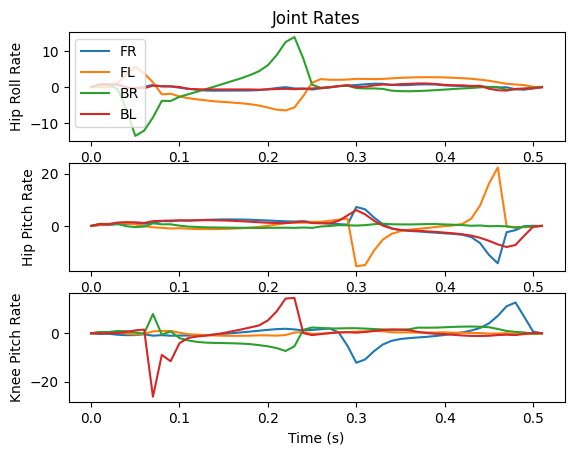 Joint Rates
Hip Roll Rate
10
0
−10
FR
FL
BR
BL
0.0 0.1 0.2 0.3 0.4 0.5
Hip Pitch Rate
20
0
0.0 0.1 0.2 0.3 0.4 0.5
Knee Pitch Rate
0
−20
0.0 0.1 0.2 0.3 0.4 0.5
Time (s)